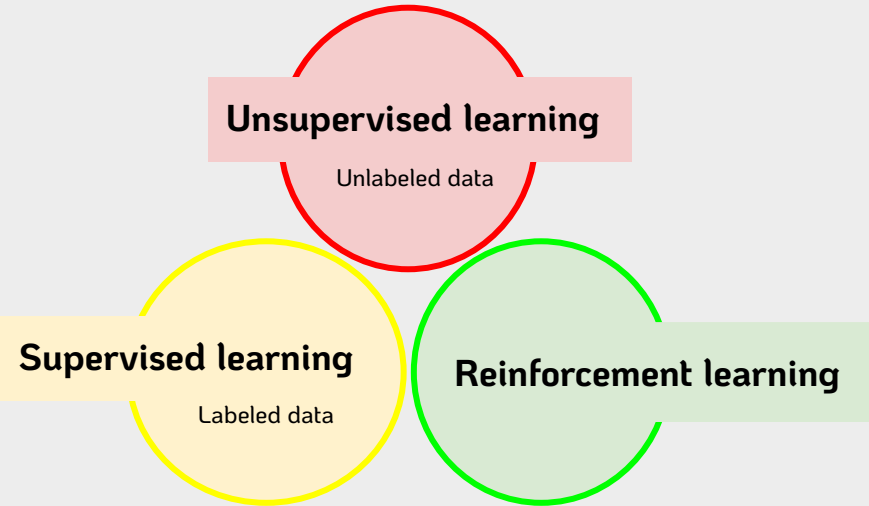 Unsupervised learning
Unlabeled data
Supervised learning
Labeled data
Reinforcement learning